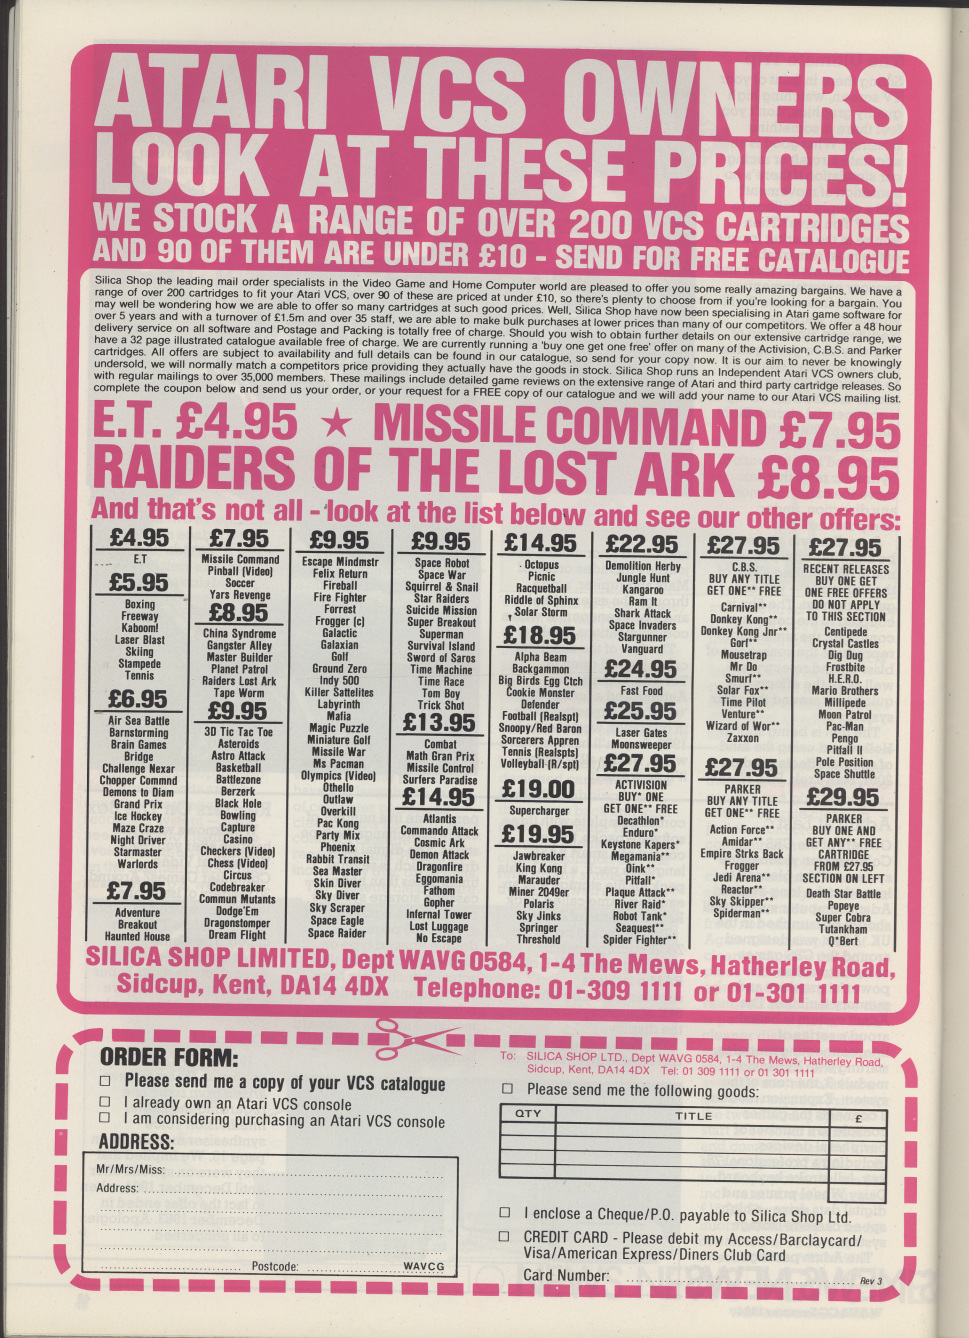 ATARI VCS OWNERS
LOOK AT THESE PRICES!
WE STOCK A RANGE OF OVER 200 VCS CARTRIDGES
AND 90 OF THEM ARE UNDER £10 - SEND FOR FREE CATALOGUE
Silica Shop the leading mail order specialists in the Video Game and Home Computer world are pleased to offer you some really amazing bargains. We have a
range of over 200 cartridges to fit your Atari VCS, over 90 of these are priced at under £10, so there's plenty to choose from if you're looking for a bargain. You
may well be wondering how we are able to offer so many cartridges at such good prices. Well, Silica Shop have now been specialising in Atari game software for
over 5 years and with a turnover of £1.5m and over 35 staff, we are able to make bulk purchases at lower prices than many of our competitors. We offer a 48 hour
delivery service on all software and Postage and Packing is totally free of charge. Should you wish to obtain further details on our extensive cartridge range, we
have a 32 page illustrated catalogue available free of charge. We are currently running a 'buy one get one free' offer on many of the Activision, C.B.S. and Parker
cartridges. All offers are subject to availability and full details can be found in our catalogue, so send for your copy now. It is our aim to never be knowingly
undersold, we will normally match a competitors price providing they actually have the goods in stock. Silica Shop runs an Independent Atari VCS owners club,
with regular mailings to over 35,000 members. These mailings include detailed game reviews on the extensive range of Atari and third party cartridge releases. So
complete the coupon below and send us your order, or your request for a FREE copy of our catalogue and we will add your name to our Atari VCS mailing list.
E.T. £4.95 ★ MISSILE COMMAND £7.95
RAIDERS OF THE LOST ARK £8.95
And that's not all - look at the list below and see our other offers:
£4.95
E.T
£5.95
Boxing
Freeway
Kaboom!
Laser Blast
Skiing
Stampede
Tennis
£6.95
Air Sea Battle
Barnstorming
Brain Games
Bridge
Challenge Nexar
Chopper Commnd
Demons to Diam
Grand Prix
Ice Hockey
Maze Craze
Night Driver
Starmaster
Warlords
£7.95
Adventure
Breakout
Haunted House
£7.95
Missile Command
Pinball (Video)
Soccer
Yars Revenge
£8.95
China Syndrome
Gangster Alley
Master Builder
Planet Patrol
Raiders Lost Ark
Tape Worm
£9.95
3D Tic Tac Toe
Asteroids
Astro Attack
Basketball
Battlezone
Berzerk
Black Hole
Bowling
Capture
Casino
Checkers (Video)
Chess (Video)
Circus
Codebreaker
Commun Mutants
Dodge'Em
Dragonstomper
Dream Flight
£9.95
Escape Mindmstr
Felix Return
Fireball
Fire Fighter
Forrest
Frogger (c)
Galactic
Galaxian
Golf
Ground Zero
Indy 500
Killer Sattelites
Labyrinth
Mafia
Magic Puzzle
Miniature Golf
Missile War
Ms Pacman
Olympics (Video)
Othello
Outlaw
Overkill
Pac Kong
Party Mix
Phoenix
Rabbit Transit
Sea Master
Skin Diver
Sky Diver
Sky Scraper
Space Eagle
Space Raider
£9.95
Space Robot
Space War
Squirrel & Snail
Star Raiders
Suicide Mission
Super Breakout
Superman
Survival Island
Sword of Saros
Time Machine
Time Race
Tom Boy
Trick Shot
£13.95
Combat
Math Gran Prix
Missile Control
Surfers Paradise
£14.95
Atlantis
Commando Attack
Cosmic Ark
Demon Attack
Dragonfire
Eggomania
Fathom
Gopher
Infernal Tower
Lost Luggage
No Escape
£14.95
Octopus
Picnic
Racquetball
Riddle of Sphinx
Solar Storm
£18.95
Alpha Beam
Backgammon
Big Birds Egg Ctch
Cookie Monster
Defender
Football (Realspt)
Snoopy/Red Baron
Sorcerers Appren
Tennis (Realspts)
Volleyball (R/spt)
£19.00
Supercharger
£19.95
Jawbreaker
King Kong
Marauder
Miner 2049er
Polaris
Sky Jinks
Springer
Threshold
£22.95
Demolition Herby
Jungle Hunt
Kangaroo
Ram It
Shark Attack
Space Invaders
Stargunner
Vanguard
£24.95
Fast Food
£25.95
Laser Gates
Moonsweeper
£27.95
ACTIVISION
BUY* ONE
GET ONE** FREE
Decathlon*
Enduro*
Keystone Kapers*
Megamania**
Oink**
Pitfall*
Plaque Attack**
River Raid*
Robot Tank*
Seaquest**
Spider Fighter**
£27.95
C.B.S.
BUY ANY TITLE
GET ONE** FREE
Carnival**
Donkey Kong**
Donkey Kong Jnr**
Gorf**
Mousetrap
Mr Do
Smurf**
Solar Fox**
Time Pilot
Venture**
Wizard of Wor**
Zaxxon
£27.95
PARKER
BUY ANY TITLE
GET ONE** FREE
Action Force**
Amidar**
Empire Strks Back
Frogger
Jedi Arena**
Reactor**
Sky Skipper**
Spiderman**
£27.95
RECENT RELEASES
BUY ONE GET
ONE FREE OFFERS
DO NOT APPLY
TO THIS SECTION
Centipede
Crystal Castles
Dig Dug
Frostbite
H.E.R.O.
Mario Brothers
Millipede
Moon Patrol
Pac-Man
Pengo
Pitfall II
Pole Position
Space Shuttle
£29.95
PARKER
BUY ONE AND
GET ANY** FREE
CARTRIDGE
FROM £27.95
SECTION ON LEFT
Death Star Battle
Popeye
Super Cobra
Tutankham
Q*Bert
SILICA SHOP LIMITED, Dept WAVG 0584, 1-4 The Mews, Hatherley Road,
Sidcup, Kent, DA14 4DX Telephone: 01-309 1111 or 01-301 1111
ORDER FORM:
Please send me a copy of your VCS catalogue
I already own an Atari VCS console
I am considering purchasing an Atari VCS console
ADDRESS:
Mr/Mrs/Miss:
Address:
Postcode: WAVCG
To: SILICA SHOP LTD., Dept WAVG 0584, 1-4 The Mews, Hatherley Road,
Sidcup, Kent, DA14 4DX Tel: 01 309 1111 or 01 301 1111
Please send me the following goods:
QTY TITLE £
I enclose a Cheque/P.O. payable to Silica Shop Ltd.
CREDIT CARD - Please debit my Access/Barclaycard/
Visa/American Express/Diners Club Card
Card Number: Rev 3